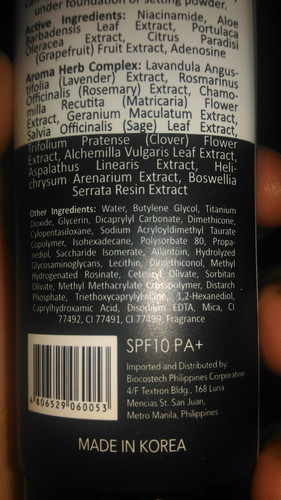 under foundation or setting powder.
Active Ingredients: Niacinamide, Aloe
Barbadensis Leaf Extract, Portulaca
Oleracea Extract, Citrus Paradisi
(Grapefruit) Fruit Extract, Adenosine
Aroma Herb Complex: Lavandula Angus-
tifolia (Lavender) Extract, Rosmarinus
Officinalis (Rosemary) Extract, Chamo-
milla Recutita (Matricaria) Flower
Extract, Geranium Maculatum Extract,
Salvia Officinalis (Sage) Leaf Extract,
Trifolium Pratense (Clover) Flower
Extract, Alchemilla Vulgaris Leaf Extract,
Aspalathus Linearis Extract, Heli-
chrysum Arenarium Extract, Boswellia
Serrata Resin Extract
Other Ingredients: Water, Butylene Glycol, Titanium
Dioxide, Glycerin, Dicaprylyl Carbonate, Dimethicone,
Cylopentasiloxane, Sodium Acryloyldimethyl Taurate
Copolymer, Isohexadecane, Polysorbate 80, Propa-
nediol, Saccharide Isomerate, Allantoin, Hydrolyzed
Glycosaminoglycans, Lecithin, Dimethiconol, Methyl
Hydrogenated Rosinate, Cetearyl Olivate, Sorbitan
Olivate, Methyl Methacrylate Crosspolymer, Distarch
Phosphate, Triethoxycaprylylsilane, 1,2-Hexanediol,
Caprylhydroxamic Acid, Disodium EDTA, Mica, CI
77492, CI 77491, CI 77499, Fragrance
SPF10 PA+
Imported and Distributed by:
Biocostech Philippines Corporation
4/F Textron Bldg., 168 Luna
Mencias St. San Juan,
Metro Manila, Philippines
4 806529 060053
MADE IN KOREA